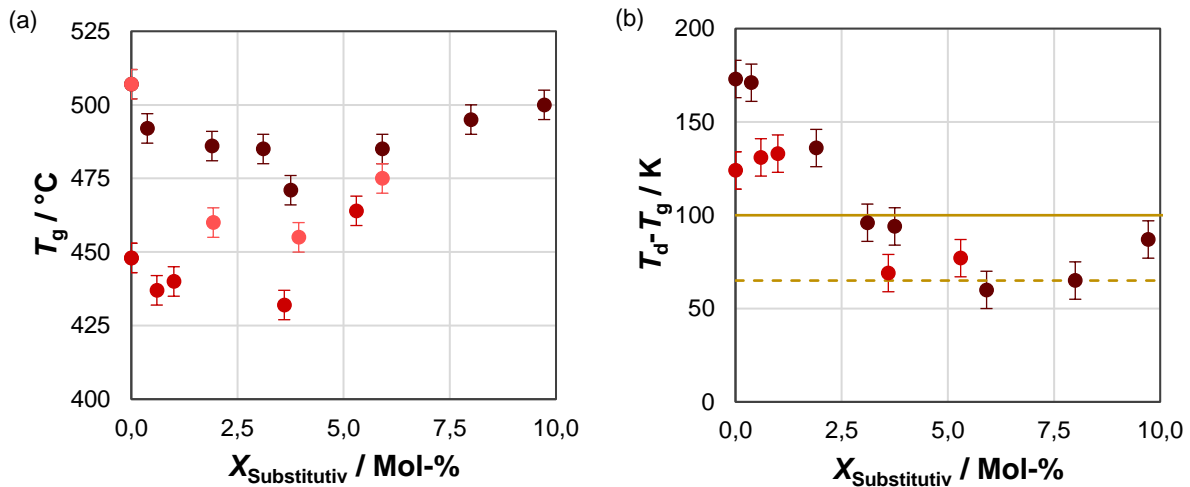 (a)
525
500
475
450
425
400
T_g / °C
0,0 2,5 5,0 7,5 10,0
X_Substitutiv / Mol-%
(b)
200
150
100
50
0
T_d-T_g / K
0,0 2,5 5,0 7,5 10,0
X_Substitutiv / Mol-%